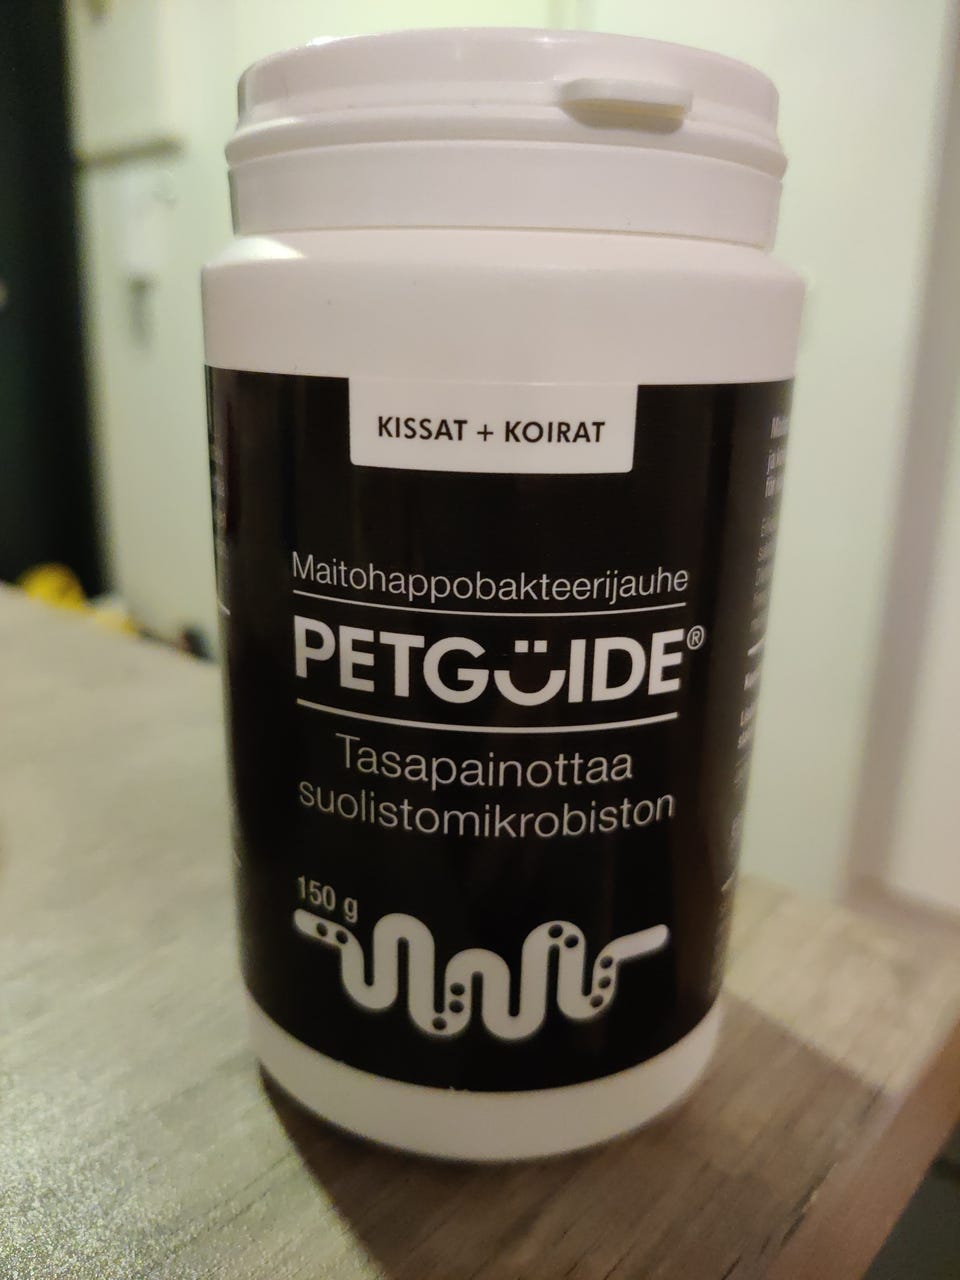 KISSAT + KOIRAT
Maitohappobakteerijauhe
PETGÜIDE®
Tasapainottaa
suolistomikrobiston
150 g